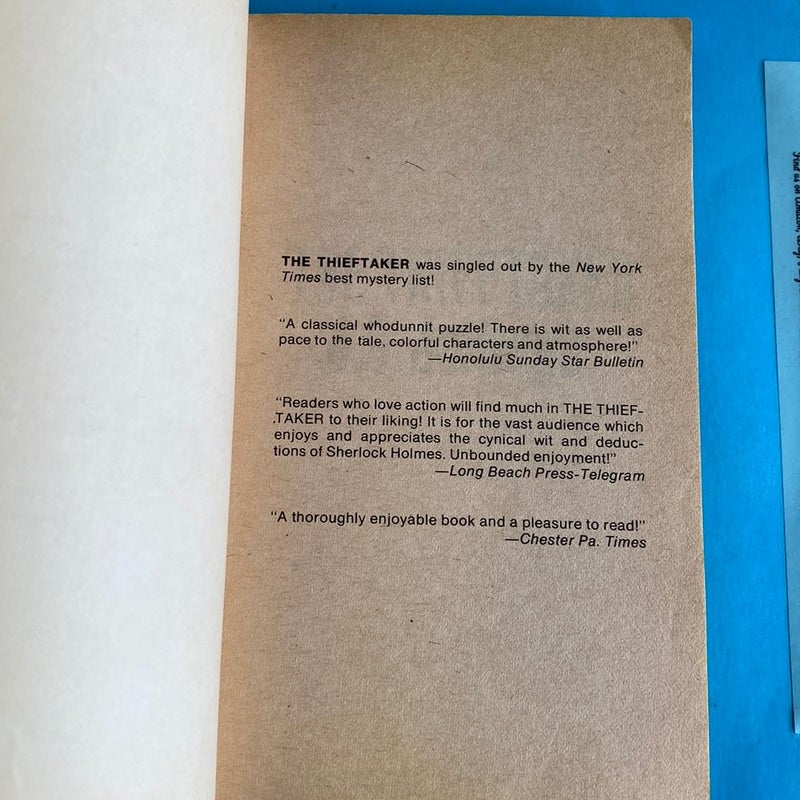 THE THIEFTAKER was singled out by the New York
Times best mystery list!
"A classical whodunnit puzzle! There is wit as well as
pace to the tale, colorful characters and atmosphere!"
—Honolulu Sunday Star Bulletin
"Readers who love action will find much in THE THIEF-
TAKER to their liking! It is for the vast audience which
enjoys and appreciates the cynical wit and deduc-
tions of Sherlock Holmes. Unbounded enjoyment!"
—Long Beach Press-Telegram
"A thoroughly enjoyable book and a pleasure to read!"
—Chester Pa. Times
Find us on